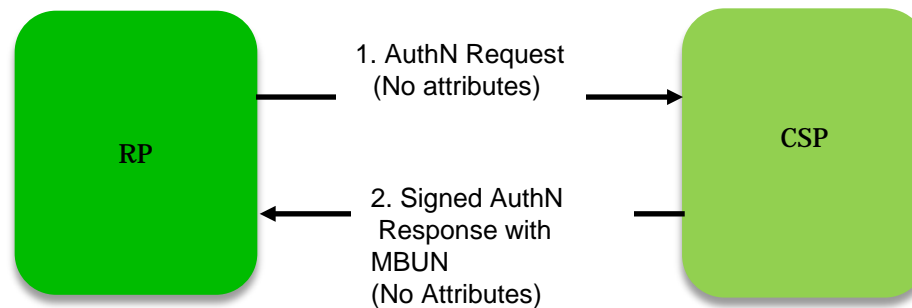 1. AuthN Request
(No attributes)
RP
CSP
2. Signed AuthN
Response with
MBUN
(No Attributes)